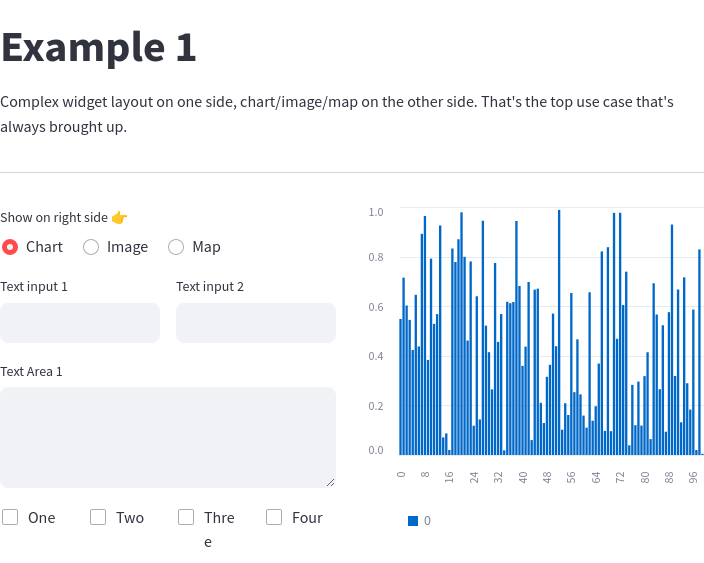 Example 1
Complex widget layout on one side, chart/image/map on the other side. That's the top use case that's
always brought up.
Show on right side 👉
Chart Image Map
Text input 1 Text input 2
Text Area 1
One Two Thre Four
e
1.0
0.8
0.6
0.4
0.2
0.0
0 8 16 24 32 40 48 56 64 72 80 88 96
0